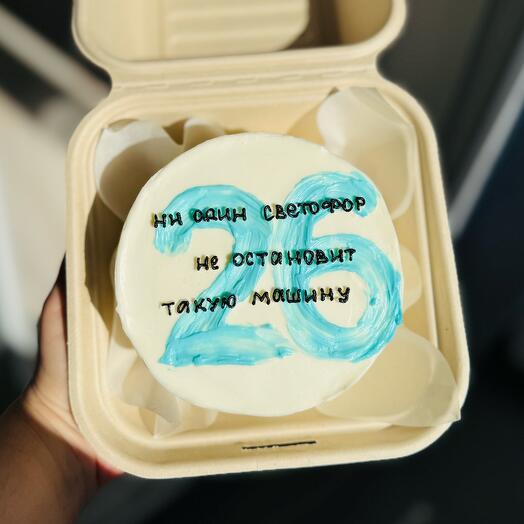 26
ни один светофор
не остановит
такую машину